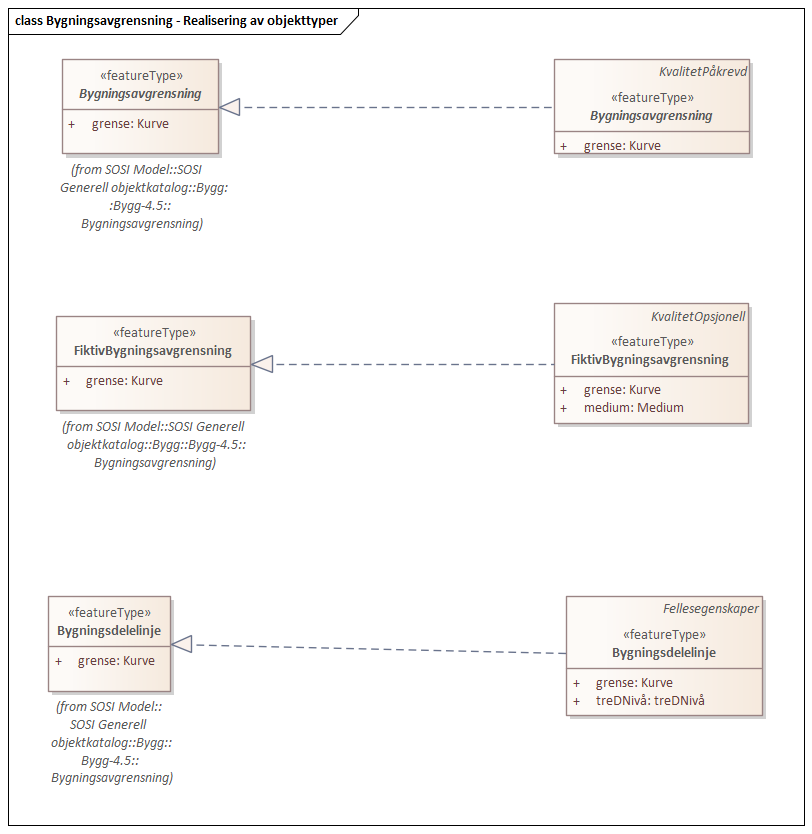 class Bygningsavgrensning - Realisering av objekttyper
«featureType»
Bygningsavgrensning
+ grense: Kurve
(from SOSI Model::SOSI
Generell objektkatalog::Bygg:
:Bygg-4.5::
Bygningsavgrensning)
KvalitetPåkrevd
«featureType»
Bygningsavgrensning
+ grense: Kurve
«featureType»
FiktivBygningsavgrensning
+ grense: Kurve
(from SOSI Model::SOSI Generell
objektkatalog::Bygg::Bygg-4.5::
Bygningsavgrensning)
KvalitetOpsjonell
«featureType»
FiktivBygningsavgrensning
+ grense: Kurve
+ medium: Medium
«featureType»
Bygningsdelelinje
+ grense: Kurve
(from SOSI Model::
SOSI Generell
objektkatalog::Bygg::
Bygg-4.5::
Bygningsavgrensning)
Fellesegenskaper
«featureType»
Bygningsdelelinje
+ grense: Kurve
+ treDNivå: treDNivå